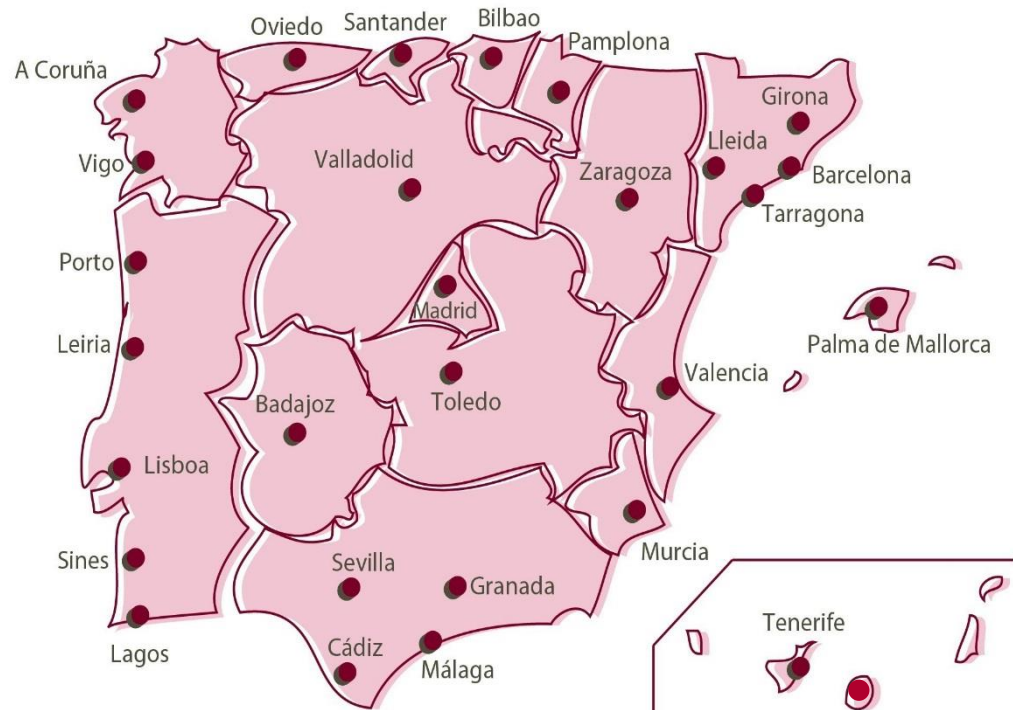 Bilbao
Santander
Oviedo
Pamplona
A Coruña
Girona
Lleida
Vigo
Valladolid
Zaragoza
Barcelona
Tarragona
Porto
Madrid
Leiria
Palma de Mallorca
Valencia
Badajoz
Toledo
Lisboa
Murcia
Sines
Sevilla
Granada
Tenerife
Lagos
Cádiz
Málaga